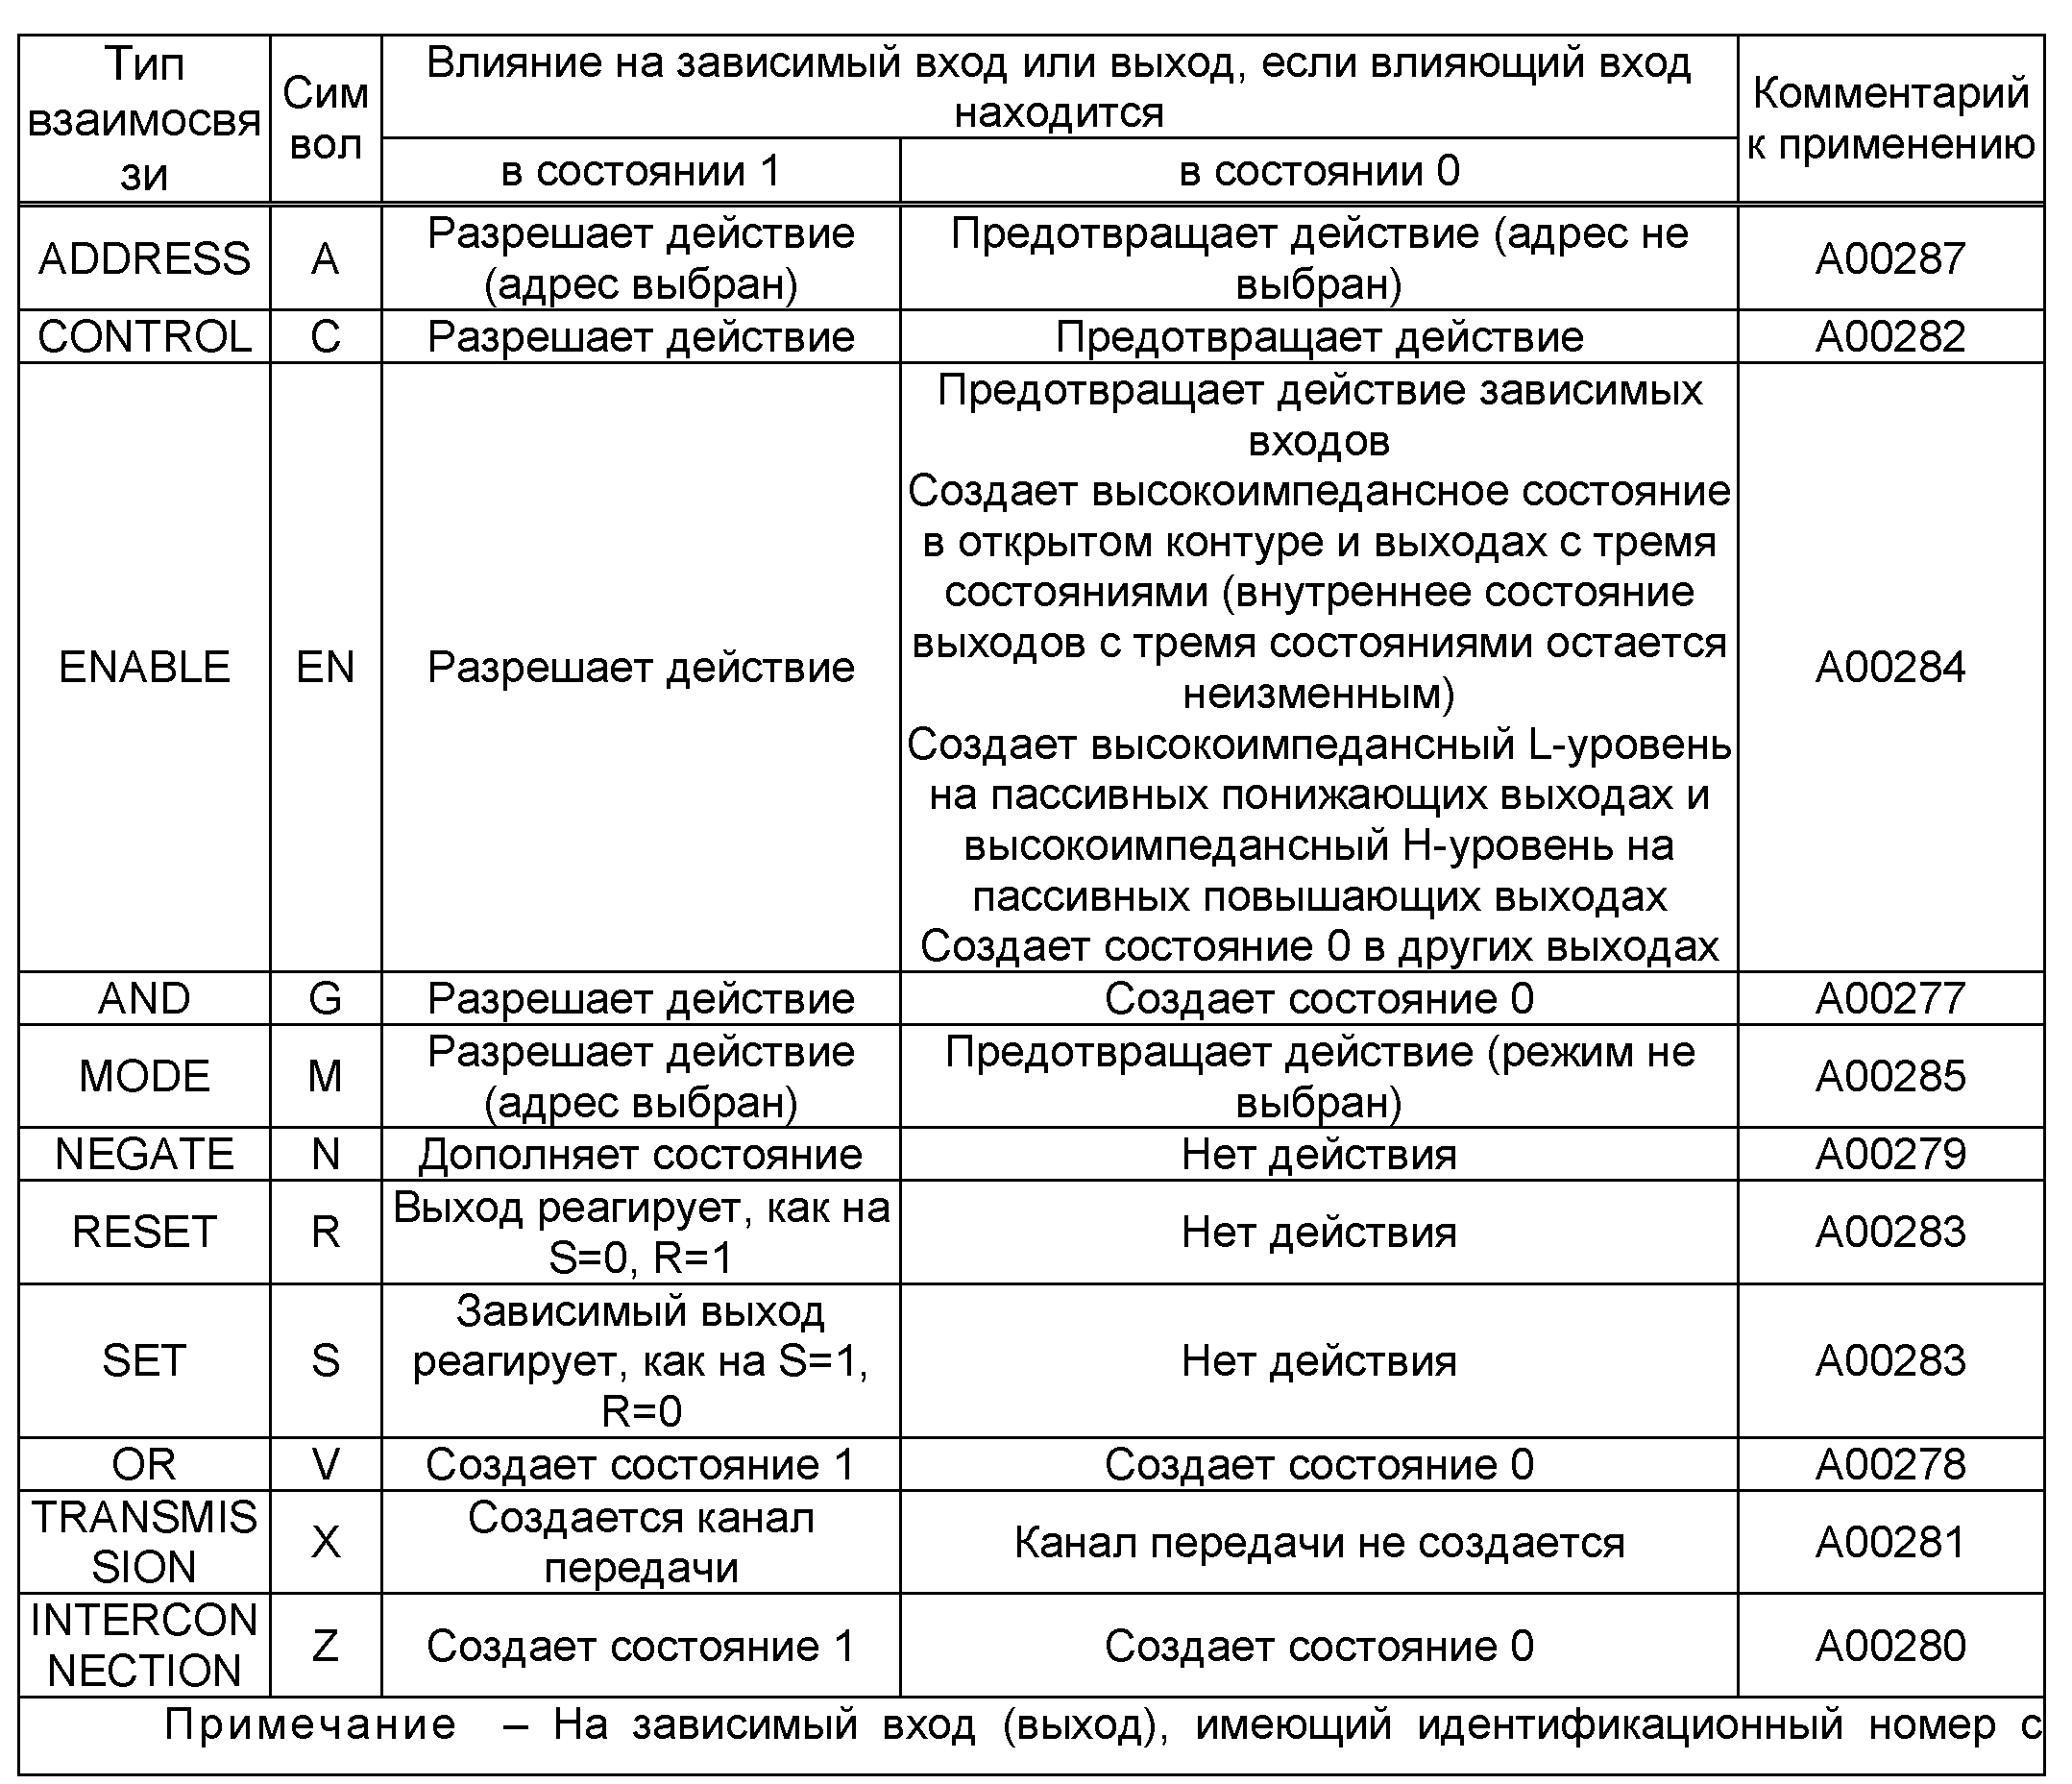 Тип
взаимосвя
зи
Сим
вол
Влияние на зависимый вход или выход, если влияющий вход
находится
Комментарий
к применению
в состоянии 1
в состоянии 0
ADDRESS
A
Разрешает действие
(адрес выбран)
Предотвращает действие (адрес не
выбран)
A00287
CONTROL
C
Разрешает действие
Предотвращает действие
A00282
ENABLE
EN
Разрешает действие
Предотвращает действие зависимых
входов
Создает высокоимпедансное состояние
в открытом контуре и выходах с тремя
состояниями (внутреннее состояние
выходов с тремя состояниями остается
неизменным)
Создает высокоимпедансный L-уровень
на пассивных понижающих выходах и
высокоимпедансный H-уровень на
пассивных повышающих выходах
Создает состояние 0 в других выходах
A00284
AND
G
Разрешает действие
Создает состояние 0
A00277
MODE
M
Разрешает действие
(адрес выбран)
Предотвращает действие (режим не
выбран)
A00285
NEGATE
N
Дополняет состояние
Нет действия
A00279
RESET
R
Выход реагирует, как на
S=0, R=1
Нет действия
A00283
SET
S
Зависимый выход
реагирует, как на S=1,
R=0
Нет действия
A00283
OR
V
Создает состояние 1
Создает состояние 0
A00278
TRANSMIS
SION
X
Создается канал
передачи
Канал передачи не создается
A00281
INTERCON
NECTION
Z
Создает состояние 1
Создает состояние 0
A00280
Примечание – На зависимый вход (выход), имеющий идентификационный номер с